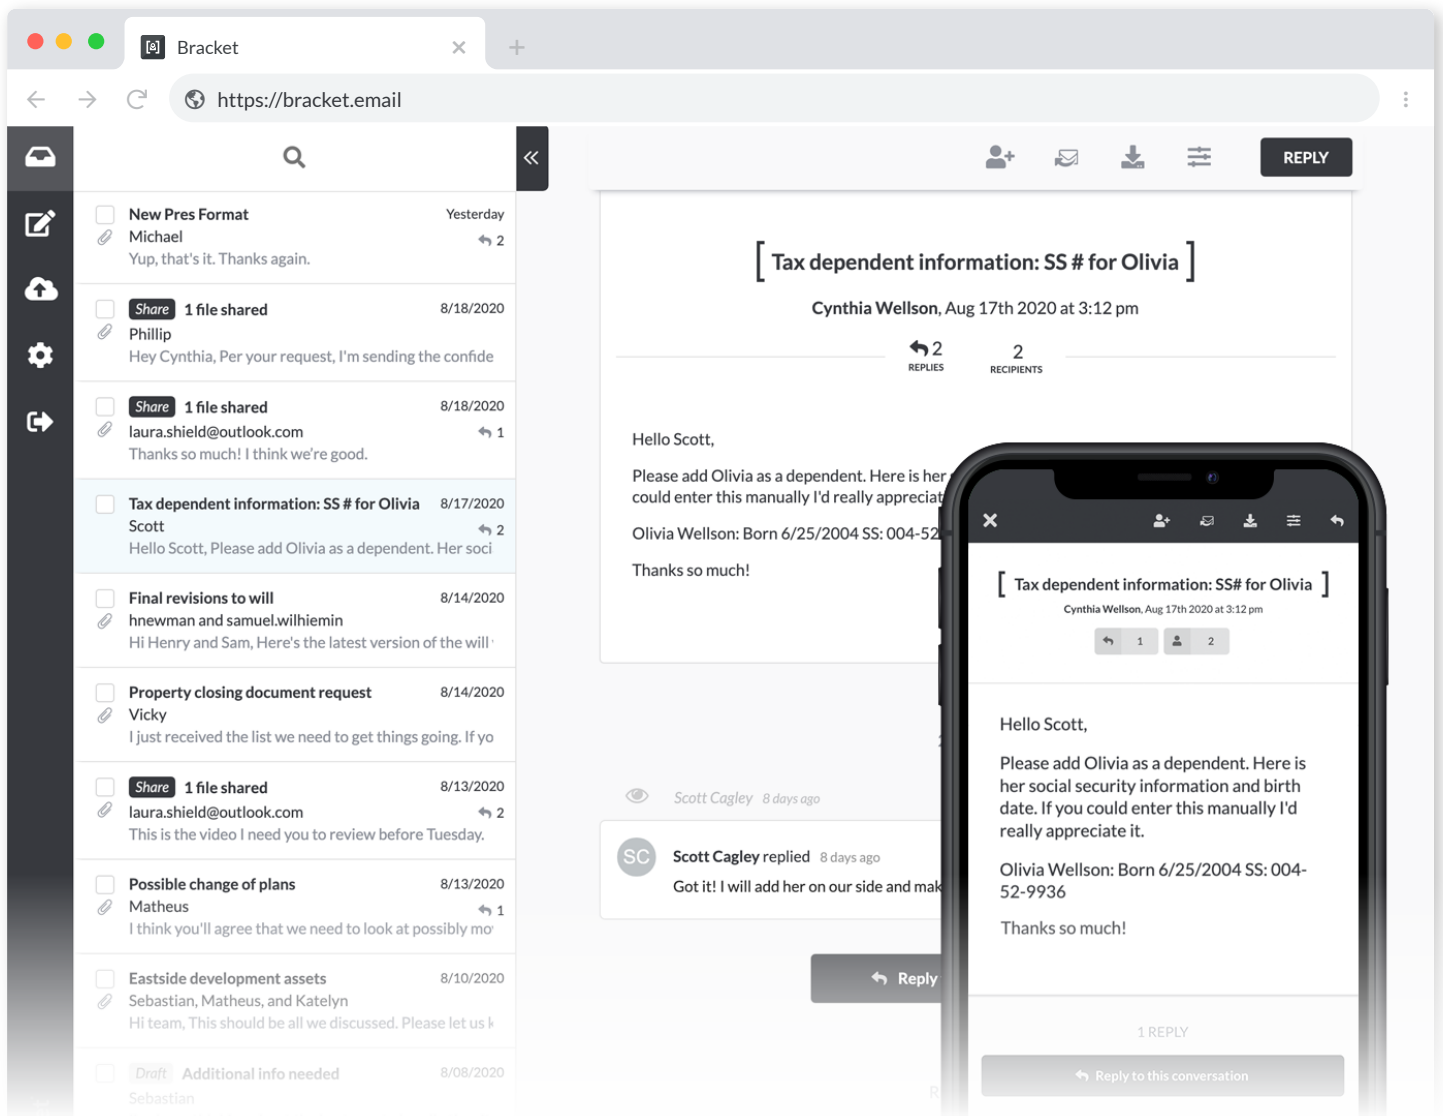 Bracket
https://bracket.email
REPLY
New Pres Format Yesterday
Michael 2
Yup, that's it. Thanks again.
Share 1 file shared 8/18/2020
Phillip
Hey Cynthia, Per your request, I'm sending the confide
Share 1 file shared 8/18/2020
laura.shield@outlook.com 1
Thanks so much! I think we're good.
Tax dependent information: SS # for Olivia 8/17/2020
Scott 2
Hello Scott, Please add Olivia as a dependent. Her soci
Final revisions to will 8/14/2020
hnewman and samuel.wilhiemin
Hi Henry and Sam, Here's the latest version of the will
Property closing document request 8/14/2020
Vicky
I just received the list we need to get things going. If yo
Share 1 file shared 8/13/2020
laura.shield@outlook.com 2
This is the video I need you to review before Tuesday.
Possible change of plans 8/13/2020
Matheus 1
I think you'll agree that we need to look at possibly mo
Eastside development assets 8/10/2020
Sebastian, Matheus, and Katelyn
Hi team, This should be all we discussed. Please let us k
Draft Additional info needed 8/08/2020
Sebastian
[ Tax dependent information: SS # for Olivia ]
Cynthia Wellson, Aug 17th 2020 at 3:12 pm
2 2
REPLIES RECIPIENTS
Hello Scott,
Please add Olivia as a dependent. Here is her
could enter this manually I'd really appreciat
Olivia Wellson: Born 6/25/2004 SS: 004-52
Thanks so much!
Scott Cagley 8 days ago
SC
Scott Cagley replied 8 days ago
Got it! I will add her on our side and mak
Reply
[ Tax dependent information: SS# for Olivia ]
Cynthia Wellson, Aug 17th 2020 at 3:12 pm
1 2
Hello Scott,
Please add Olivia as a dependent. Here is
her social security information and birth
date. If you could enter this manually I'd
really appreciate it.
Olivia Wellson: Born 6/25/2004 SS: 004-
52-9936
Thanks so much!
1 REPLY
Reply to this conversation